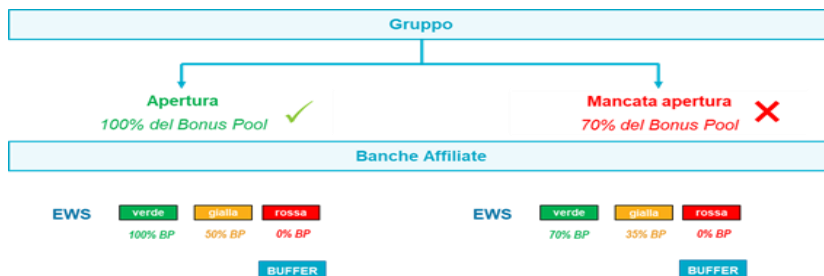 Gruppo
Apertura
100% del Bonus Pool
Mancata apertura
70% del Bonus Pool
Banche Affiliate
EWS verde gialla rossa
100% BP 50% BP 0% BP
BUFFER
EWS verde gialla rossa
70% BP 35% BP 0% BP
BUFFER